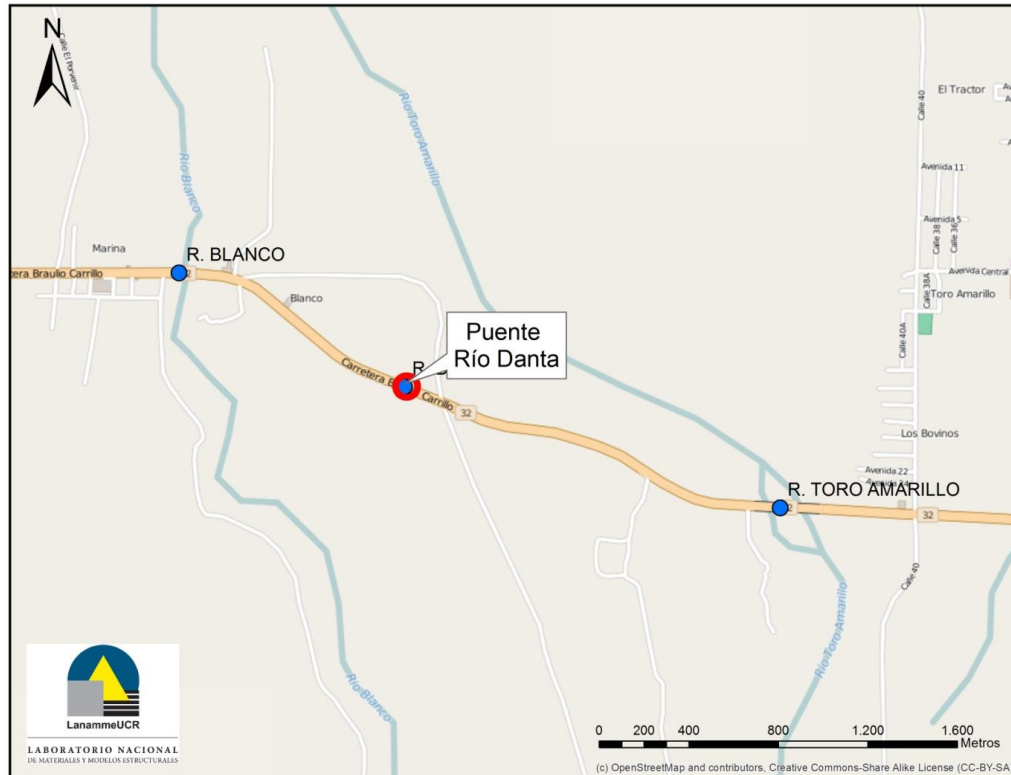 N
Calle El Porvenir
Río Blanco
Río Toro Amarillo
Calle 40
El Tractor
Avenida 11
Avenida 5
Calle 38
Calle 36
Avenida Central
Calle 38A
Toro Amarillo
Calle 40A
Marina
R. BLANCO
tera Braulio Carrillo
2
Blanco
Puente
Río Danta
R
Carretera B
Carrillo
32
Los Bovinos
Avenida 22
R. TORO AMARILLO
2
32
Calle 40
Río Toro Amarillo
Río Blanco
LanammeUCR
LABORATORIO NACIONAL
DE MATERIALES Y MODELOS ESTRUCTURALES
0 200 400 800 1.200 1.600
Metros
(c) OpenStreetMap and contributors, Creative Commons-Share Alike License (CC-BY-SA